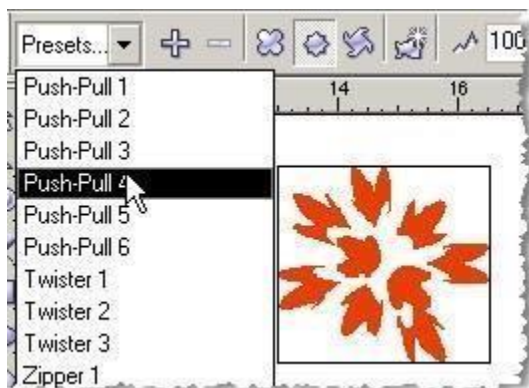 Presets... 100
14 16
Push-Pull 1
Push-Pull 2
Push-Pull 3
Push-Pull 4
Push-Pull 5
Push-Pull 6
Twister 1
Twister 2
Twister 3
Zipper 1